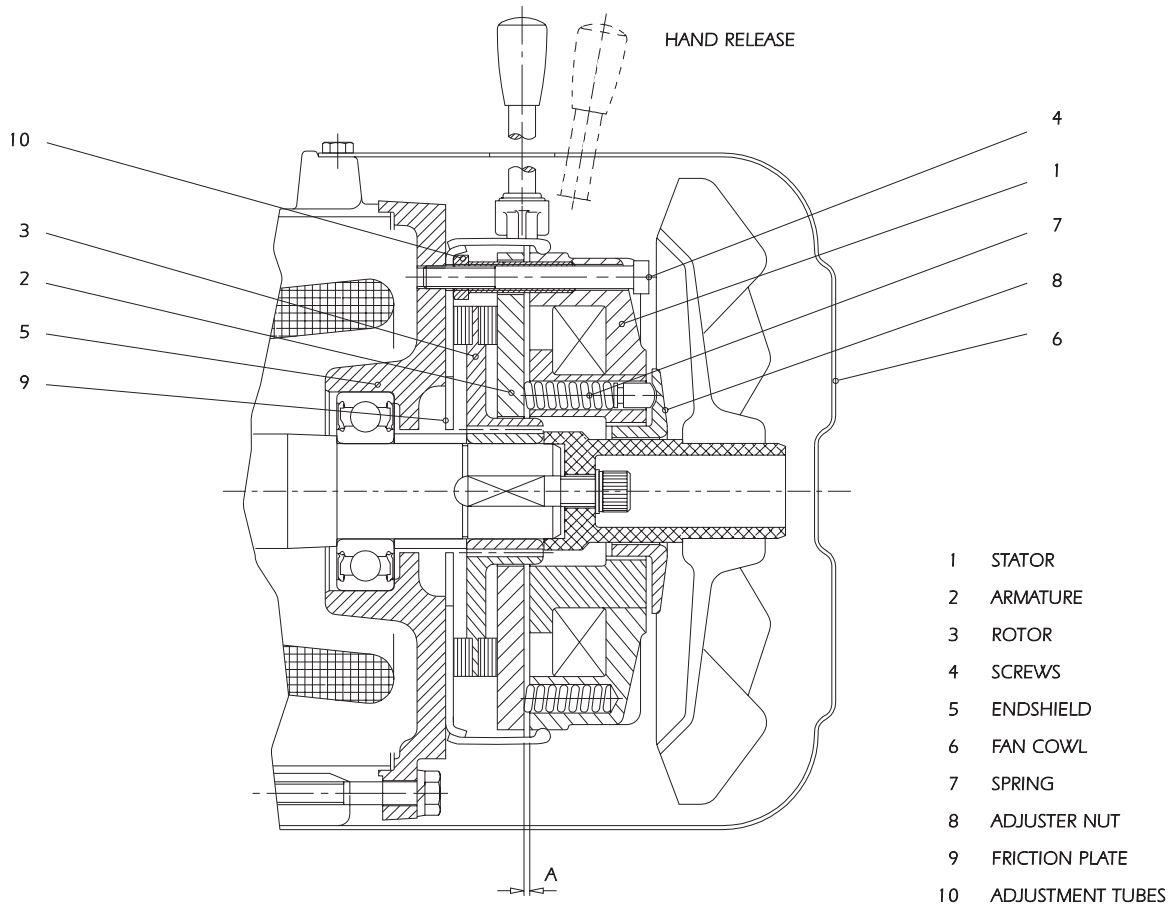 HAND RELEASE
10
3
2
5
9
4
1
7
8
6
A
1 STATOR
2 ARMATURE
3 ROTOR
4 SCREWS
5 ENDSHIELD
6 FAN COWL
7 SPRING
8 ADJUSTER NUT
9 FRICTION PLATE
10 ADJUSTMENT TUBES